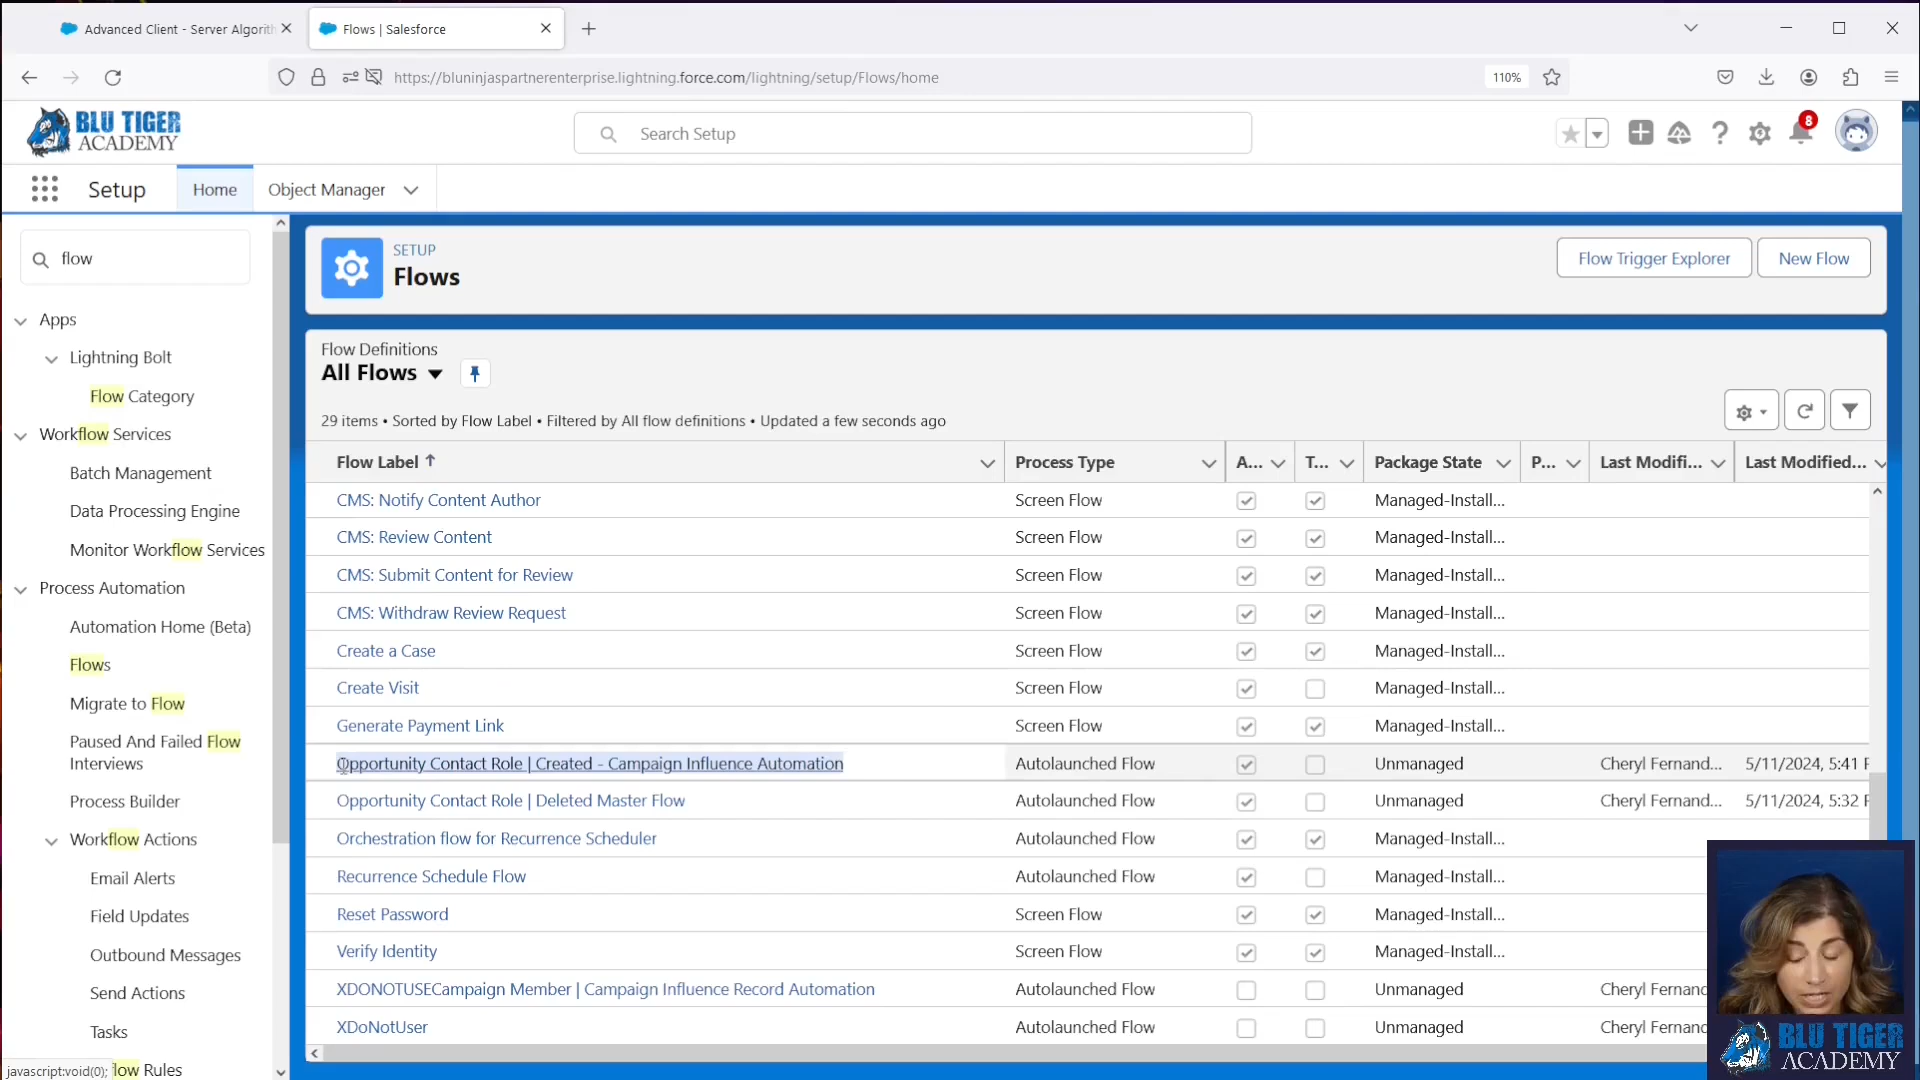 Advanced Client - Server Algorith
Flows | Salesforce
https://bluninjaspartnerenterprise.lightning.force.com/lightning/setup/Flows/home
110%
BLU TIGER
ACADEMY
Search Setup
8
Setup
Home
Object Manager
flow
Apps
Lightning Bolt
Flow Category
Workflow Services
Batch Management
Data Processing Engine
Monitor Workflow Services
Process Automation
Automation Home (Beta)
Flows
Migrate to Flow
Paused And Failed Flow
Interviews
Process Builder
Workflow Actions
Email Alerts
Field Updates
Outbound Messages
Send Actions
Tasks
low Rules
javascript:void(0);
SETUP
Flows
Flow Trigger Explorer
New Flow
Flow Definitions
All Flows
29 items • Sorted by Flow Label • Filtered by All flow definitions • Updated a few seconds ago
Flow Label ↑ Process Type A... T... Package State P... Last Modifi... Last Modified...
CMS: Notify Content Author Screen Flow Managed-Install...
CMS: Review Content Screen Flow Managed-Install...
CMS: Submit Content for Review Screen Flow Managed-Install...
CMS: Withdraw Review Request Screen Flow Managed-Install...
Create a Case Screen Flow Managed-Install...
Create Visit Screen Flow Managed-Install...
Generate Payment Link Screen Flow Managed-Install...
Opportunity Contact Role | Created - Campaign Influence Automation Autolaunched Flow Unmanaged Cheryl Fernand... 5/11/2024, 5:41 P
Opportunity Contact Role | Deleted Master Flow Autolaunched Flow Unmanaged Cheryl Fernand... 5/11/2024, 5:32 P
Orchestration flow for Recurrence Scheduler Autolaunched Flow Managed-Install...
Recurrence Schedule Flow Autolaunched Flow Managed-Install...
Reset Password Screen Flow Managed-Install...
Verify Identity Screen Flow Managed-Install...
XDONOTUSECampaign Member | Campaign Influence Record Automation Autolaunched Flow Unmanaged Cheryl Fernan
XDoNotUser Autolaunched Flow Unmanaged Cheryl Fernan
BLU TIGER
ACADEMY